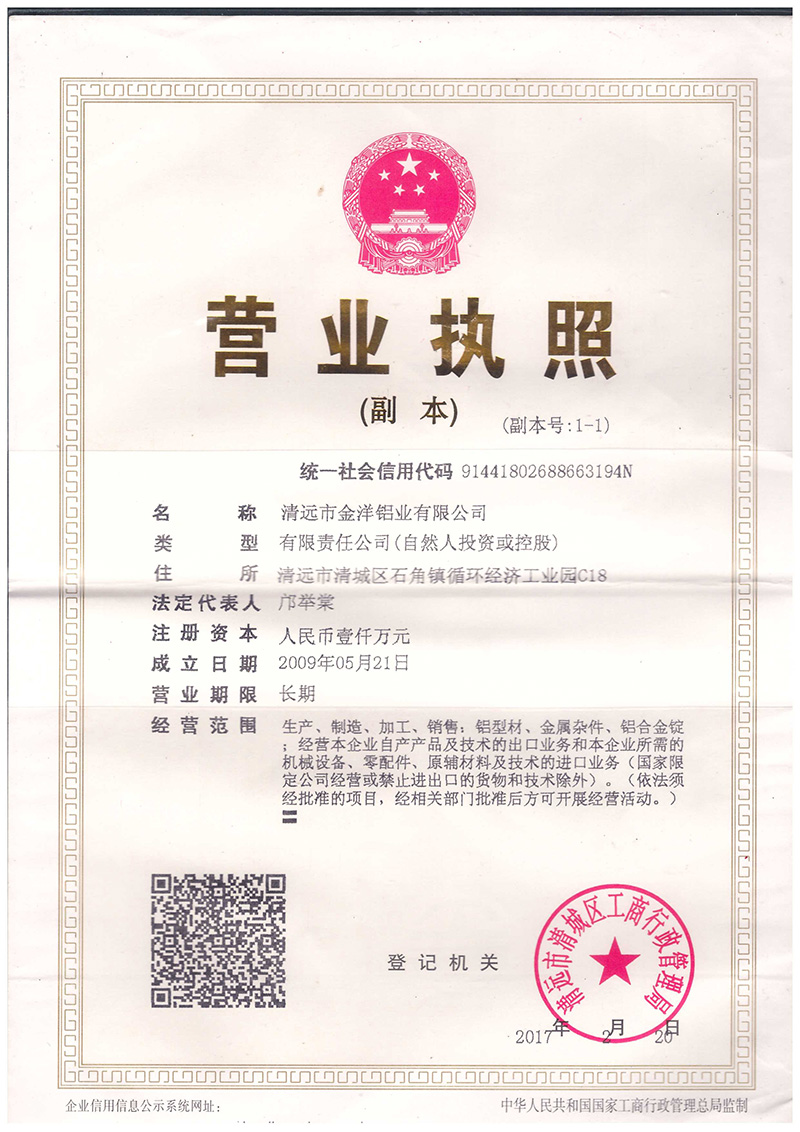 营业执照
(副 本)
(副本号:1-1)
统一社会信用代码 91441802688663194N
名 称 清远市金洋铝业有限公司
类 型 有限责任公司(自然人投资或控股)
住 所 清远市清城区石角镇循环经济工业园C18
法定代表人 邝举棠
注册资本 人民币壹仟万元
成立日期 2009年05月21日
营业期限 长期
经营范围 生产、制造、加工、销售：铝型材、金属杂件、铝合金锭
；经营本企业自产产品及技术的出口业务和本企业所需的
机械设备、零配件、原辅材料及技术的进口业务（国家限
定公司经营或禁止进出口的货物和技术除外）。（依法须
经批准的项目，经相关部门批准后方可开展经营活动。）
登记机关
清远市清城区工商行政管理局
2017年 2月 20日
企业信用信息公示系统网址：
中华人民共和国国家工商行政管理总局监制